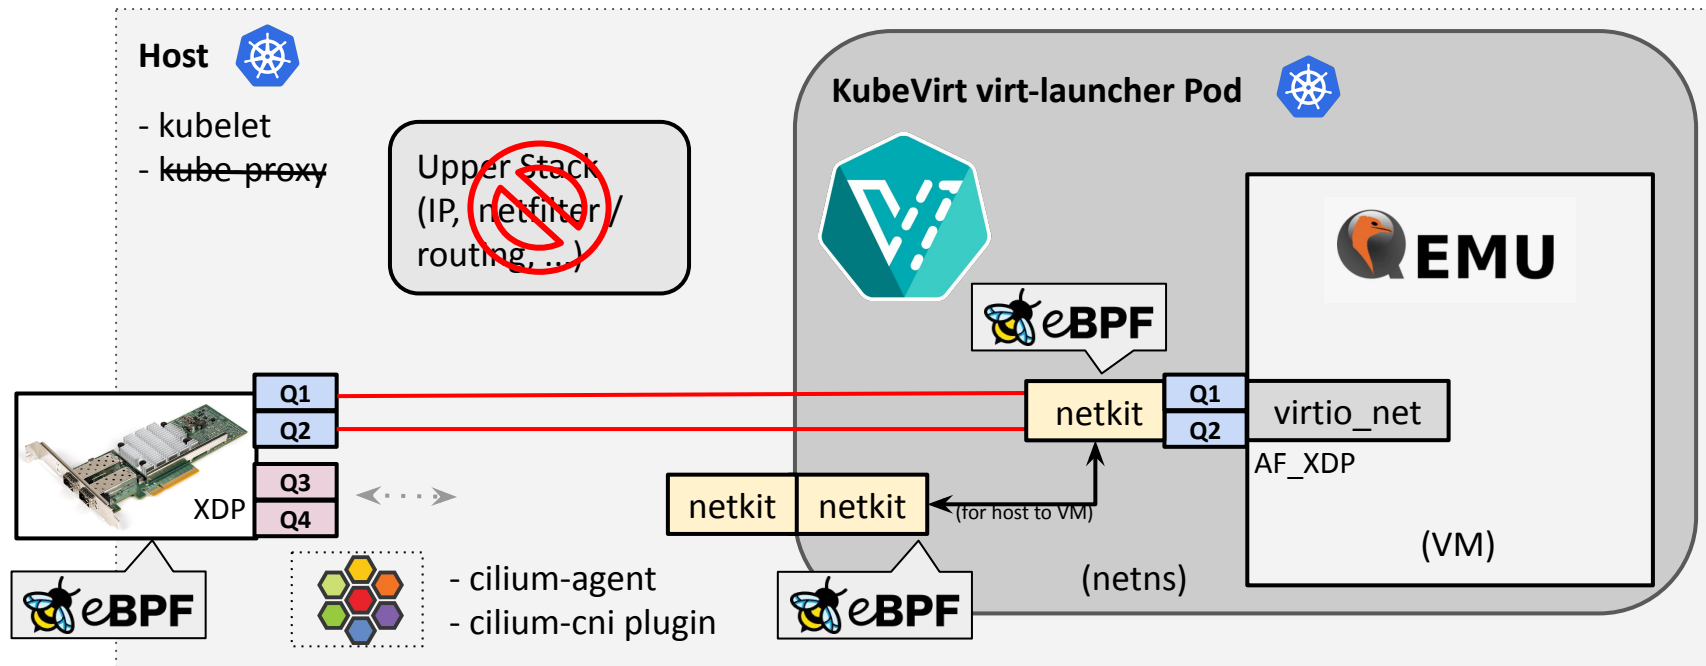 Host
- kubelet
- kube-proxy
Upper Stack
(IP, netfilter /
routing, ...)
KubeVirt virt-launcher Pod
QEMU
eBPF
Q1
Q2
Q3
Q4
XDP
eBPF
netkit
Q1
Q2
virtio_net
AF_XDP
netkit
netkit
(for host to VM)
(VM)
(netns)
eBPF
- cilium-agent
- cilium-cni plugin